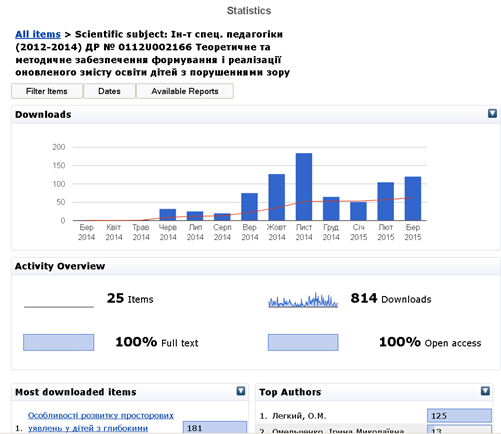 Statistics
All items > Scientific subject: Ін-т спец. педагогіки
(2012-2014) ДР № 0112U002166 Теоретичне та
методичне забезпечення формування і реалізації
оновленого змісту освіти дітей з порушеннями зору
Filter Items Dates Available Reports
Downloads
200
150
100
50
0
Бер Квіт Трав Черв Лип Серп Вер Жовт Лист Груд Січ Лют Бер
2014 2014 2014 2014 2014 2014 2014 2014 2014 2014 2015 2015 2015
Activity Overview
25 Items 814 Downloads
100% Full text 100% Open access
Most downloaded items Top Authors
Особливості розвитку просторових
1. уявлень у дітей з глибокими 181
1. Легкий, О.М. 125
2. Омельченко, Ірина Миколаївна 13